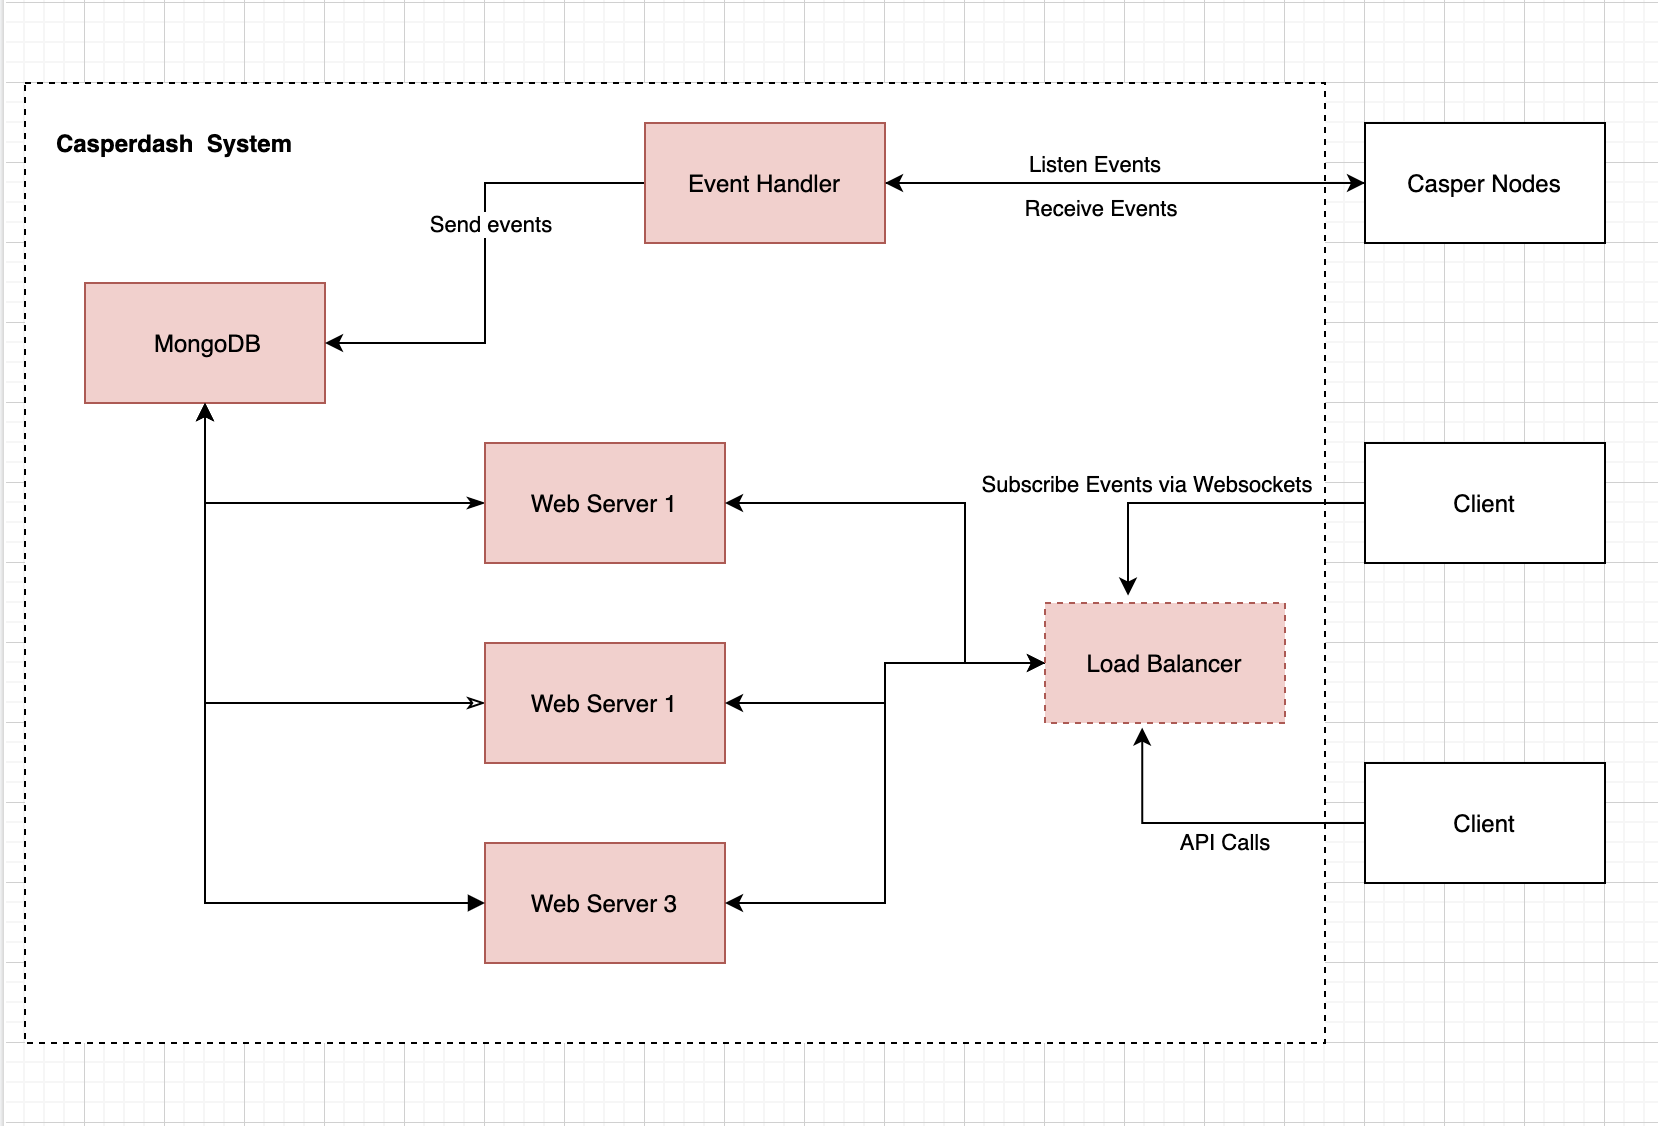 Casperdash System
Event Handler
Listen Events
Receive Events
Casper Nodes
Send events
MongoDB
Subscribe Events via Websockets
Web Server 1
Client
Load Balancer
Web Server 1
Client
API Calls
Web Server 3